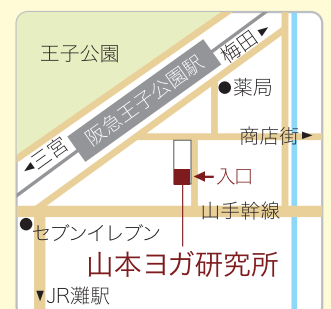 王子公園
梅田▶
阪急王子公園駅
●薬局
◀三宮
商店街▶
←入口
山手幹線
●セブンイレブン
山本ヨガ研究所
▼JR灘駅